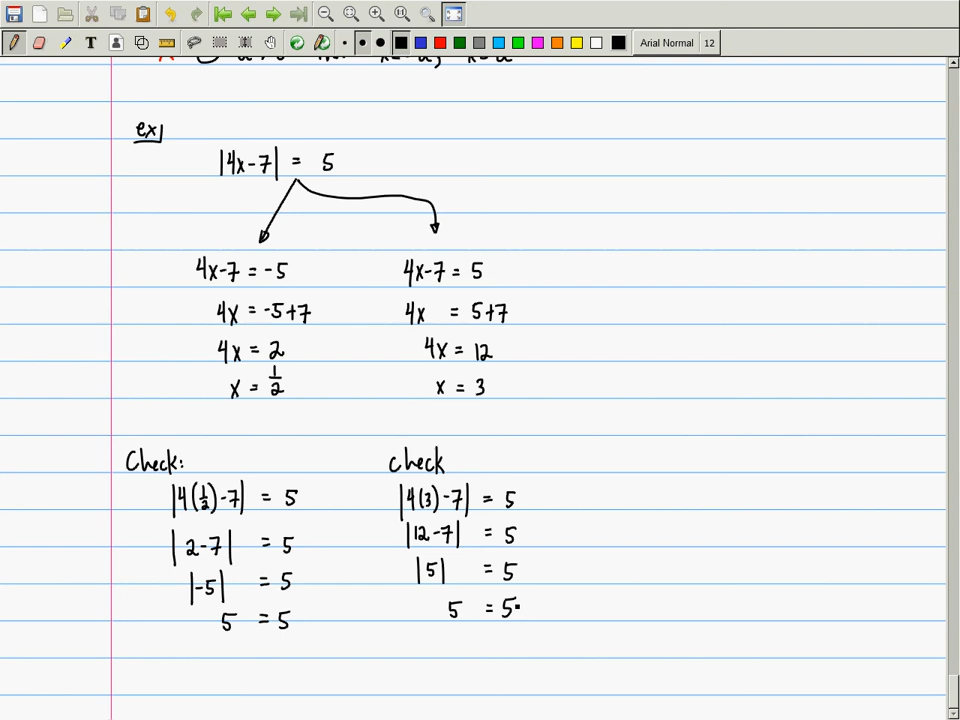 T Arial Normal 12
ex|
|4x-7| = 5
4x-7 = -5
4x = -5+7
4x = 2
x = 1/2
4x-7 = 5
4x = 5+7
4x = 12
x = 3
Check:
|4(1/2)-7| = 5
|2-7| = 5
|-5| = 5
5 = 5
Check
|4(3)-7| = 5
|12-7| = 5
|5| = 5
5 = 5